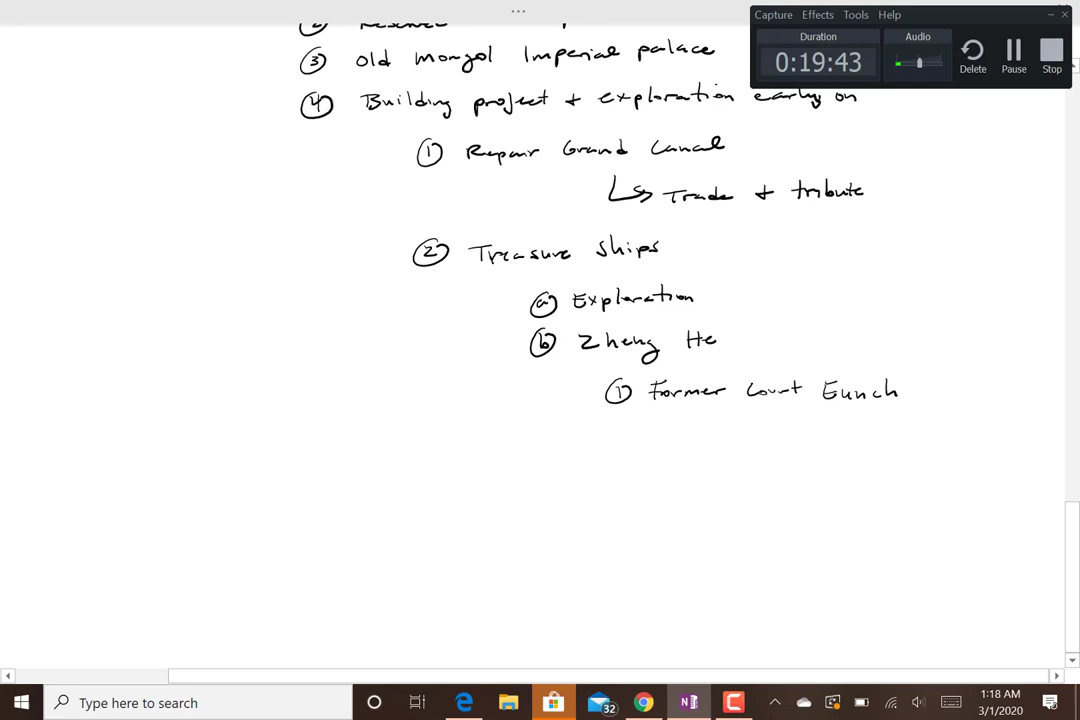 Capture Effects Tools Help
Duration
Audio
0:19:43
Delete Pause Stop
③ Old Mongol Imperial palace
④ Building project + exploration early on
① Repair Grand Canal
↳ Trade + tribute
② Treasure Ships
ⓐ Exploration
ⓑ Zheng He
① Former Court Eunch
Type here to search
32
1:18 AM
3/1/2020